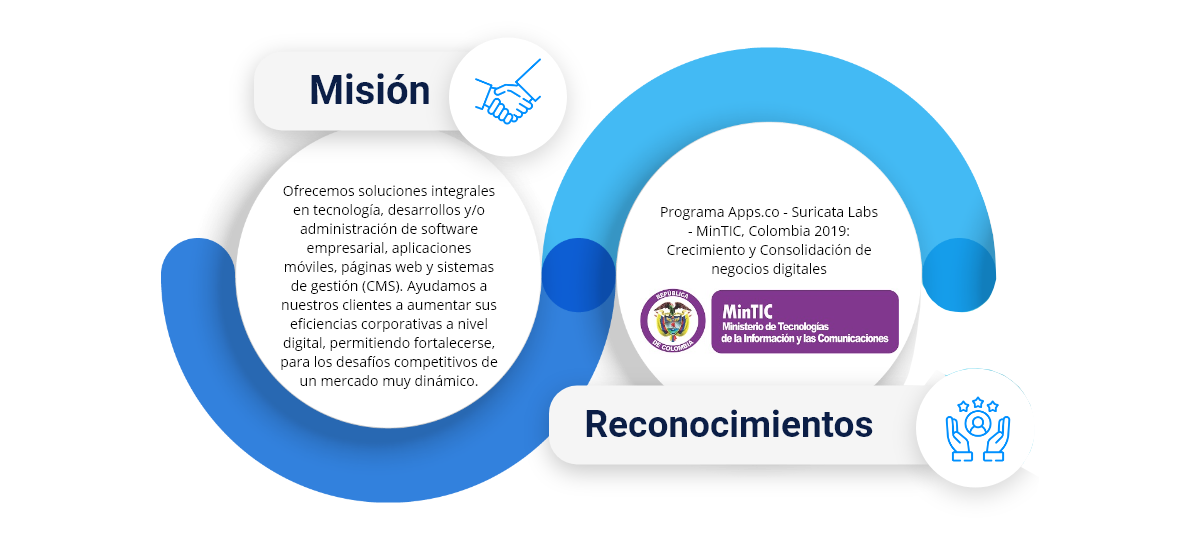 Misión
Ofrecemos soluciones integrales
en tecnología, desarrollos y/o
administración de software
empresarial, aplicaciones
móviles, páginas web y sistemas
de gestión (CMS). Ayudamos a
nuestros clientes a aumentar sus
eficiencias corporativas a nivel
digital, permitiendo fortalecerse,
para los desafíos competitivos de
un mercado muy dinámico.
Programa Apps.co - Suricata Labs
- MinTIC, Colombia 2019:
Crecimiento y Consolidación de
negocios digitales
REPÚBLICA
DE COLOMBIA
MinTIC
Ministerio de Tecnologías
de la Información y las Comunicaciones
Reconocimientos